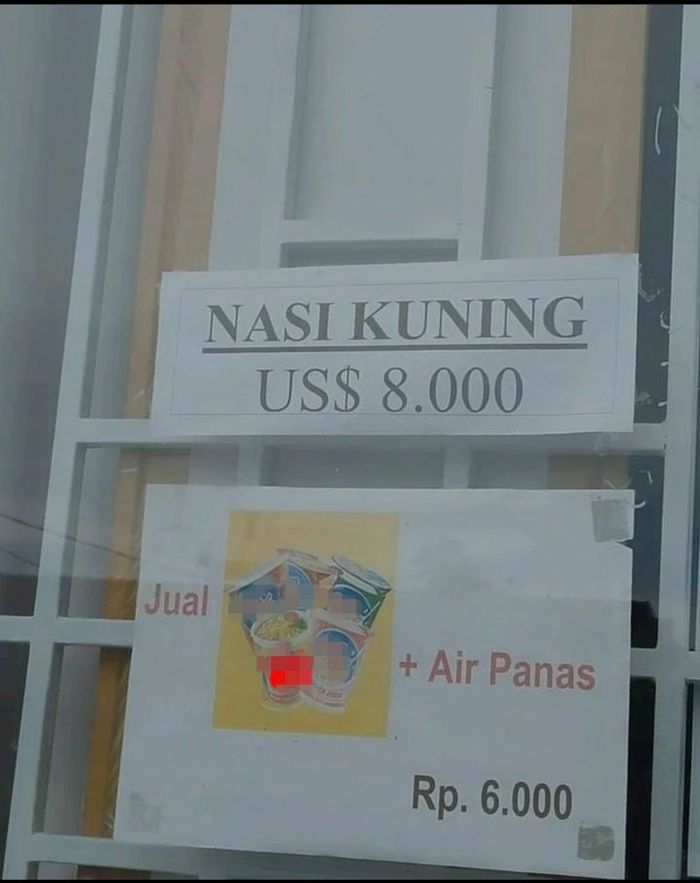 NASI KUNING
US$ 8.000
Jual
+ Air Panas
Rp. 6.000